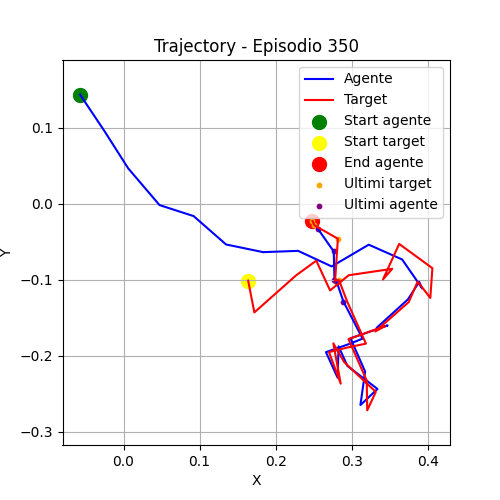 Trajectory - Episodio 350
Agente
Target
Start agente
Start target
End agente
Ultimi target
Ultimi agente
0.1
0.0
−0.1
−0.2
−0.3
Y
0.0
0.1
0.2
0.3
0.4
X